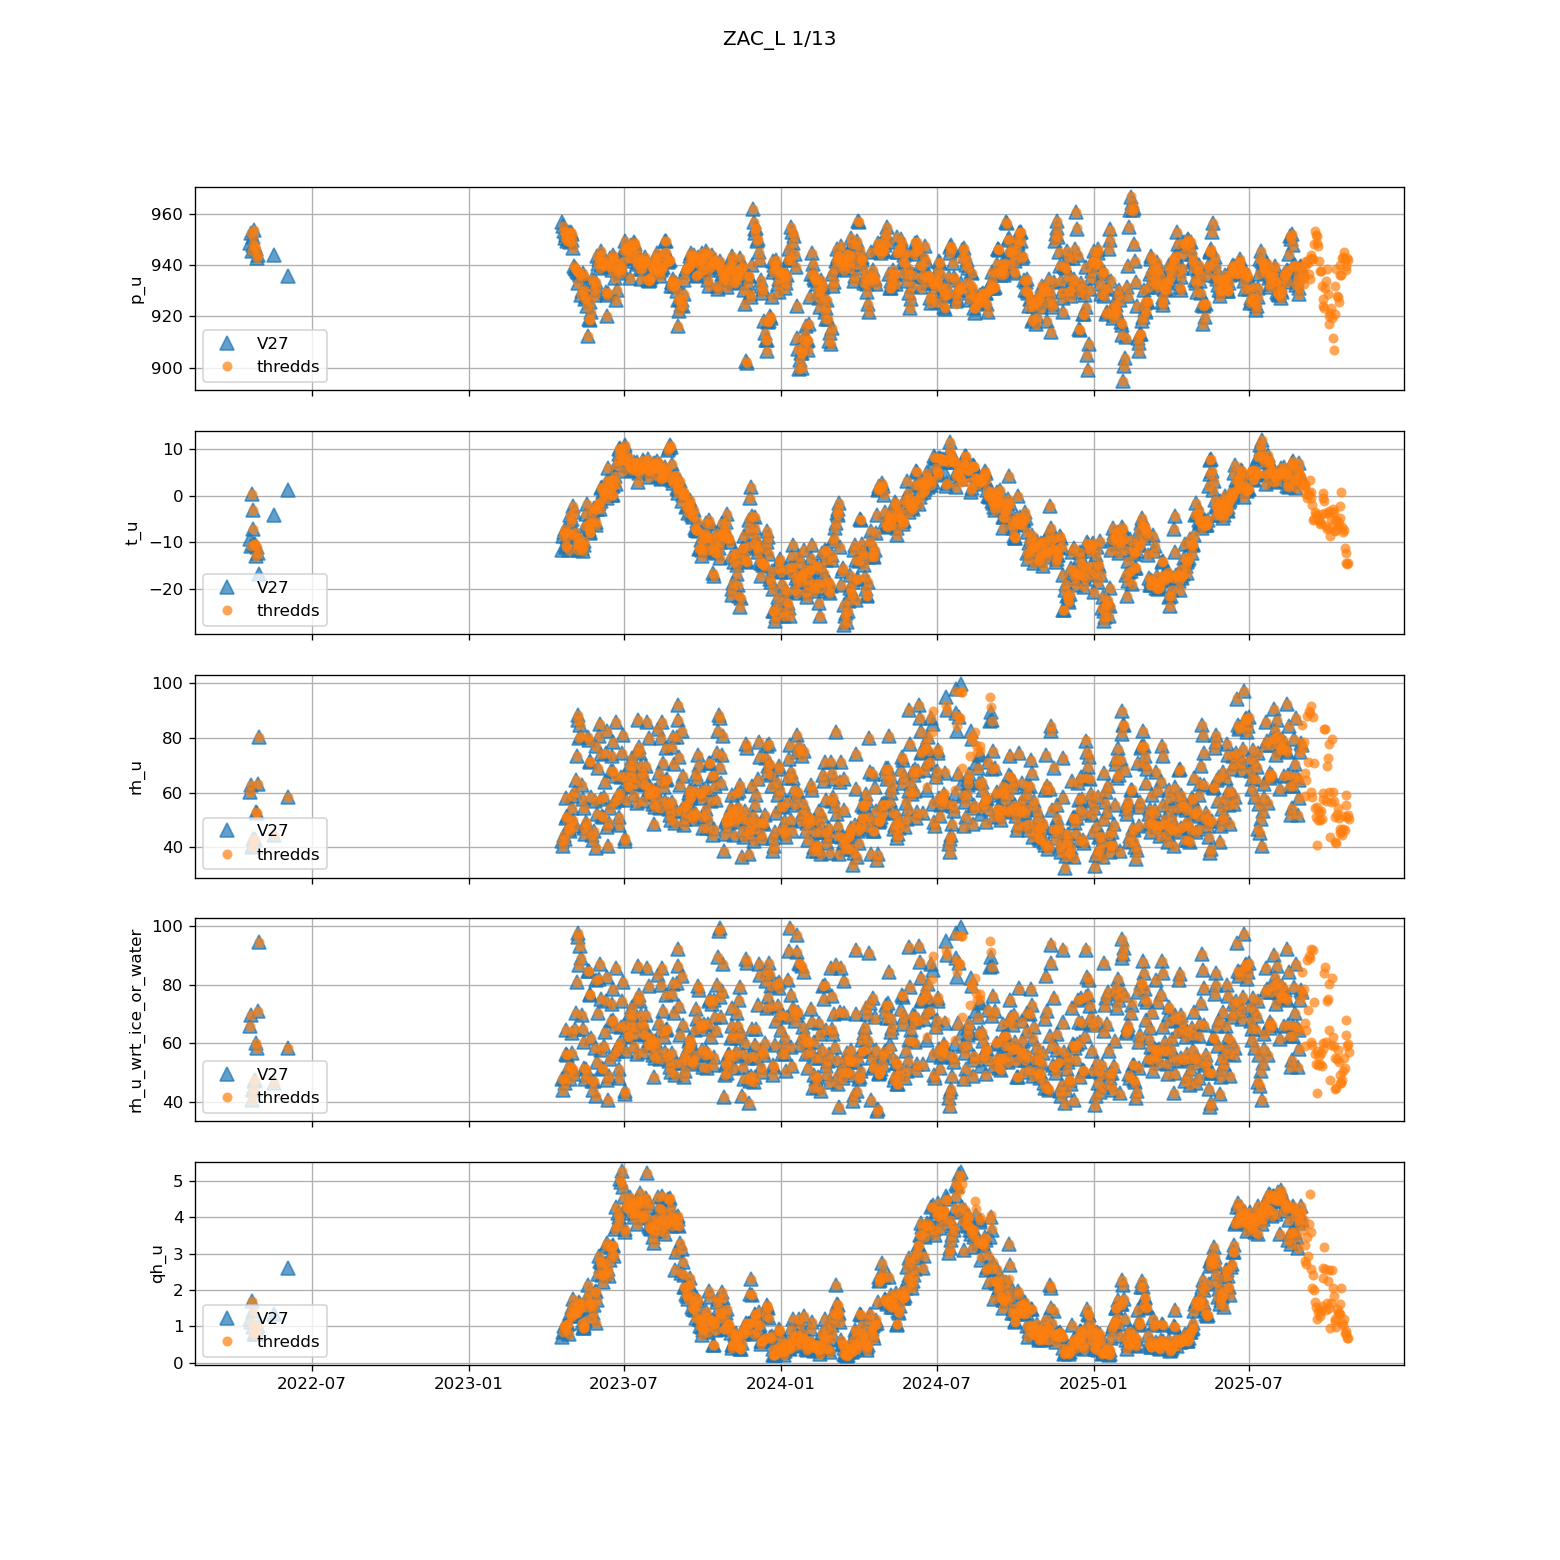 ZAC_L 1/13
p_u
960
940
920
900
V27
thredds
t_u
10
0
−10
−20
V27
thredds
rh_u
100
80
60
40
V27
thredds
rh_u_wrt_ice_or_water
100
80
60
40
V27
thredds
qh_u
5
4
3
2
1
0
V27
thredds
2022-07 2023-01 2023-07 2024-01 2024-07 2025-01 2025-07